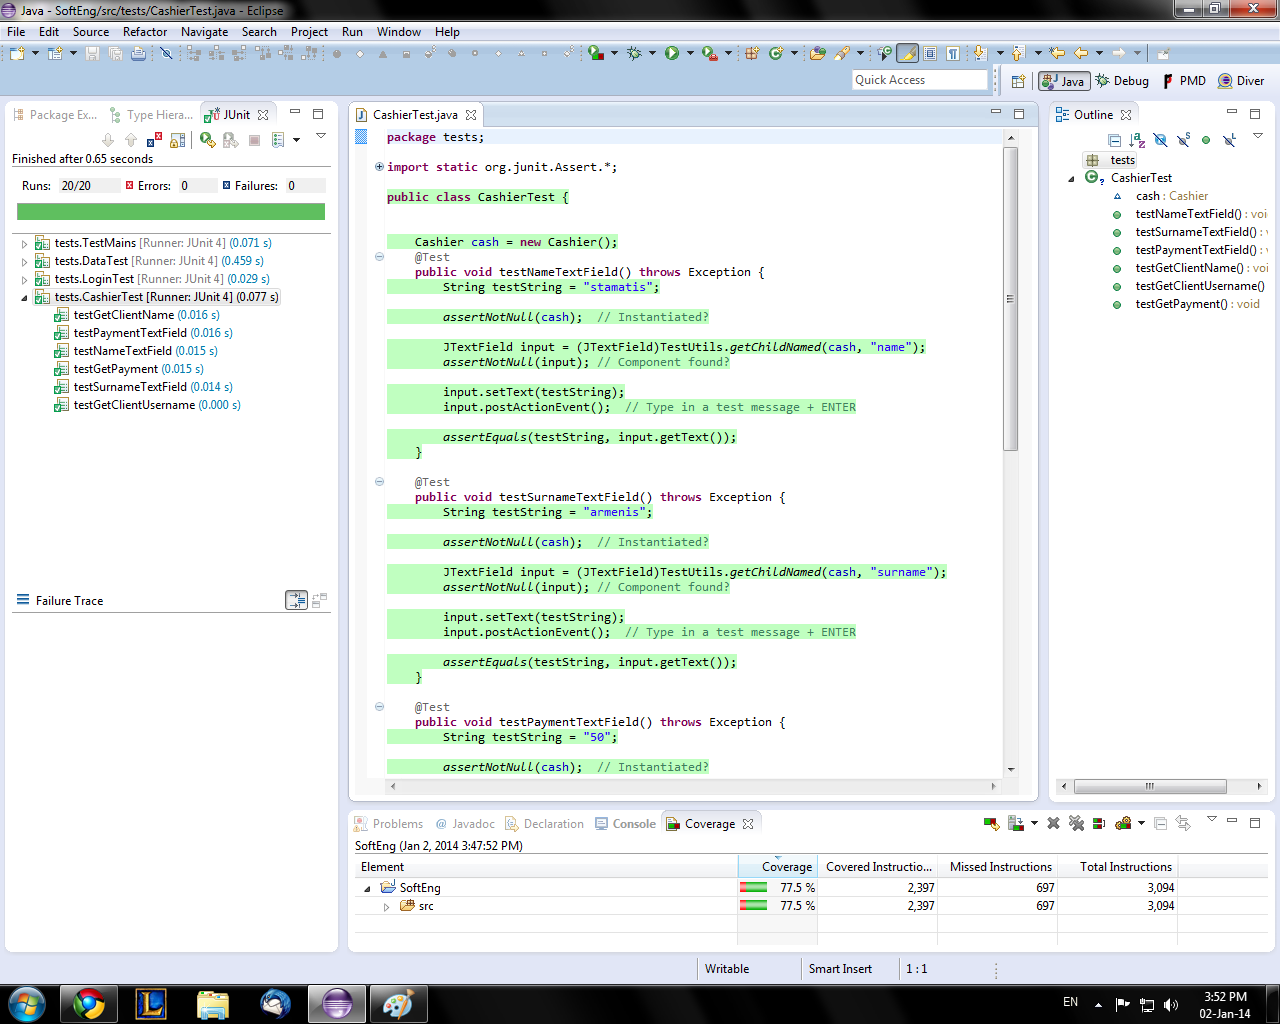 Java - SoftEng/src/tests/CashierTest.java - Eclipse
File Edit Source Refactor Navigate Search Project Run Window Help
Quick Access
Java Debug PMD Diver
Package Ex... Type Hiera... JUnit
Finished after 0.65 seconds
Runs: 20/20 Errors: 0 Failures: 0
tests.TestMains [Runner: JUnit 4] (0.071 s)
tests.DataTest [Runner: JUnit 4] (0.459 s)
tests.LoginTest [Runner: JUnit 4] (0.029 s)
tests.CashierTest [Runner: JUnit 4] (0.077 s)
testGetClientName (0.016 s)
testPaymentTextField (0.016 s)
testNameTextField (0.015 s)
testGetPayment (0.015 s)
testSurnameTextField (0.014 s)
testGetClientUsername (0.000 s)
Failure Trace
CashierTest.java
package tests;
import static org.junit.Assert.*;
public class CashierTest {
Cashier cash = new Cashier();
@Test
public void testNameTextField() throws Exception {
String testString = "stamatis";
assertNotNull(cash); // Instantiated?
JTextField input = (JTextField)TestUtils.getChildNamed(cash, "name");
assertNotNull(input); // Component found?
input.setText(testString);
input.postActionEvent(); // Type in a test message + ENTER
assertEquals(testString, input.getText());
}
@Test
public void testSurnameTextField() throws Exception {
String testString = "armenis";
assertNotNull(cash); // Instantiated?
JTextField input = (JTextField)TestUtils.getChildNamed(cash, "surname");
assertNotNull(input); // Component found?
input.setText(testString);
input.postActionEvent(); // Type in a test message + ENTER
assertEquals(testString, input.getText());
}
@Test
public void testPaymentTextField() throws Exception {
String testString = "50";
assertNotNull(cash); // Instantiated?
Outline
tests
CashierTest
cash : Cashier
testNameTextField() : voi
testSurnameTextField() :
testPaymentTextField() :
testGetClientName() : voi
testGetClientUsername()
testGetPayment() : void
Problems @ Javadoc Declaration Console Coverage
SoftEng (Jan 2, 2014 3:47:52 PM)
Element Coverage Covered Instructio... Missed Instructions Total Instructions
SoftEng 77.5 % 2,397 697 3,094
src 77.5 % 2,397 697 3,094
Writable Smart Insert 1 : 1
EN
3:52 PM
02-Jan-14